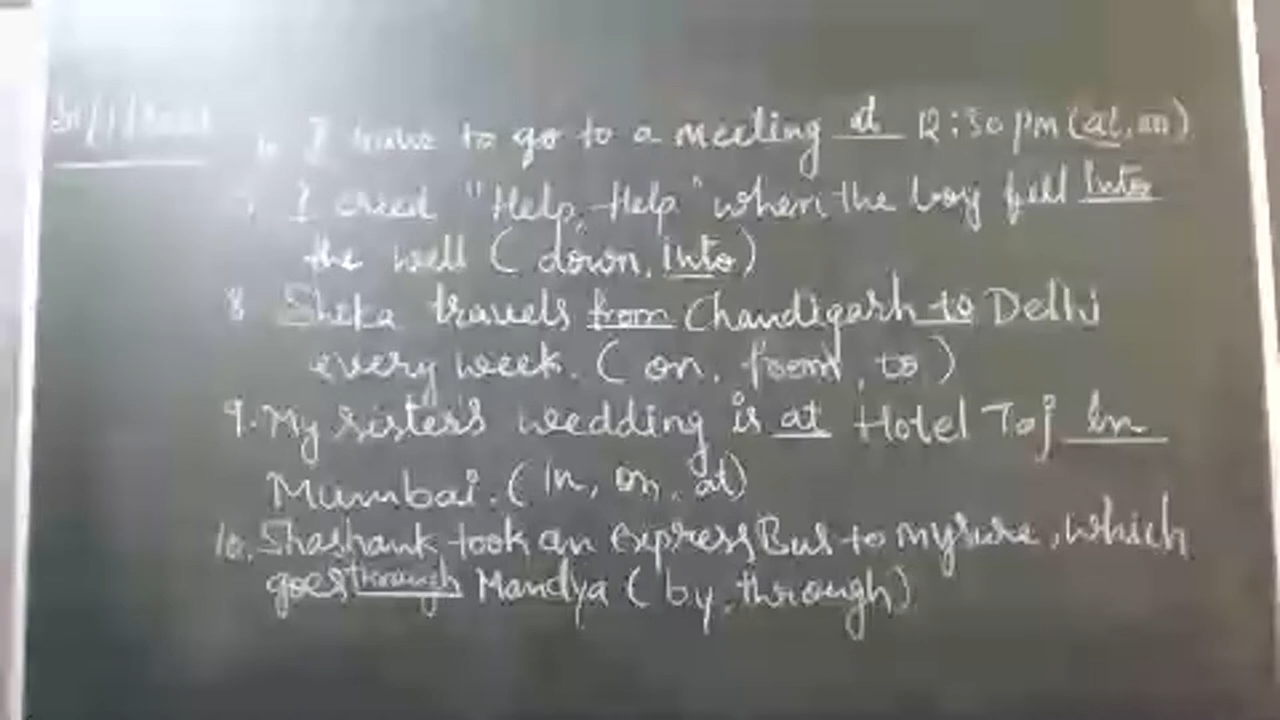 I have to go to a meeting at 12:30 pm (at, on)
7. I cried "Help, Help" when the boy fell Into
the well ( down, into )
8 Sheka travels from Chandigarh to Delhi
every week. ( on, from, to )
9. My sister's wedding is at Hotel Taj In
Mumbai. ( In, on, at)
10. Shashank took an express Bus to Mysure, which
goes through Mandya ( by, through)